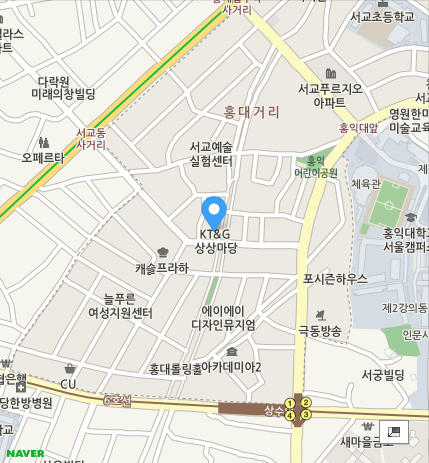 사거리
서교초등학교
다락원
미래의창빌딩
홍대거리
서교푸르지오
아파트
서교동
사거리
홍익대앞
영원한미
미술교육
오페르타
서교예술
실험센터
홍익
어린이공원
체육관
KT&G
상상마당
홍익대학교
서울캠퍼스
캐슬프라하
포시즌하우스
늘푸른
여성지원센터
에이에이
디자인뮤지엄
제2강의동
극동방송
인문사
홍대롤링홀
아카데미아2
서궁빌딩
CU
6호선
상수
1 2
4 3
당한방병원
새마을금고
NAVER